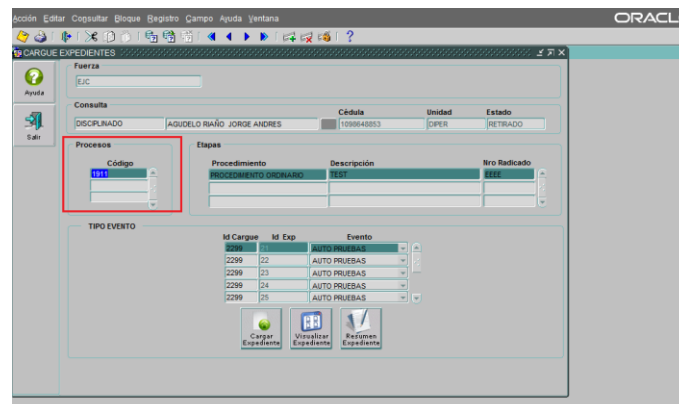 Acción Editar Consultar Bloque Registro Campo Ayuda Ventana
ORACL
CARGUE EXPEDIENTES
Ayuda
Salir
Fuerza
EJC
Consulta
Cédula Unidad Estado
DISCIPLINADO AGUDELO RIAÑO JORGE ANDRES 1098648853 DIPER RETIRADO
Procesos
Código
1911
Etapas
Procedimiento Descripción Nro Radicado
PROCEDIMIENTO ORDINARIO TEST EEEE
TIPO EVENTO
Id Cargue Id Exp Evento
2299 21 AUTO PRUEBAS
2299 22 AUTO PRUEBAS
2299 23 AUTO PRUEBAS
2299 24 AUTO PRUEBAS
2299 25 AUTO PRUEBAS
Cargar Expediente
Visualizar Expediente
Resumen Expediente